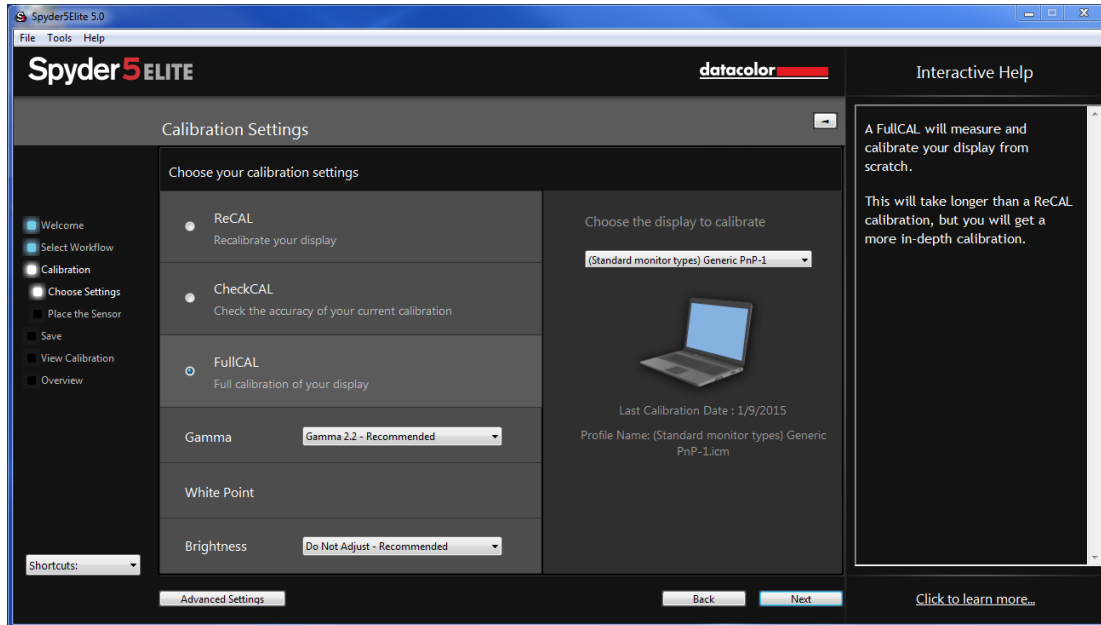 Spyder5Elite 5.0
File Tools Help
Spyder5ELITE
datacolor
Interactive Help
Calibration Settings
Choose your calibration settings
Welcome
Select Workflow
Calibration
Choose Settings
Place the Sensor
Save
View Calibration
Overview
Shortcuts:
ReCAL
Recalibrate your display
CheckCAL
Check the accuracy of your current calibration
FullCAL
Full calibration of your display
Gamma
Gamma 2.2 - Recommended
White Point
Brightness
Do Not Adjust - Recommended
Choose the display to calibrate
(Standard monitor types) Generic PnP-1
Last Calibration Date : 1/9/2015
Profile Name: (Standard monitor types) Generic
PnP-1.icm
A FullCAL will measure and
calibrate your display from
scratch.
This will take longer than a ReCAL
calibration, but you will get a
more in-depth calibration.
Advanced Settings
Back
Next
Click to learn more...